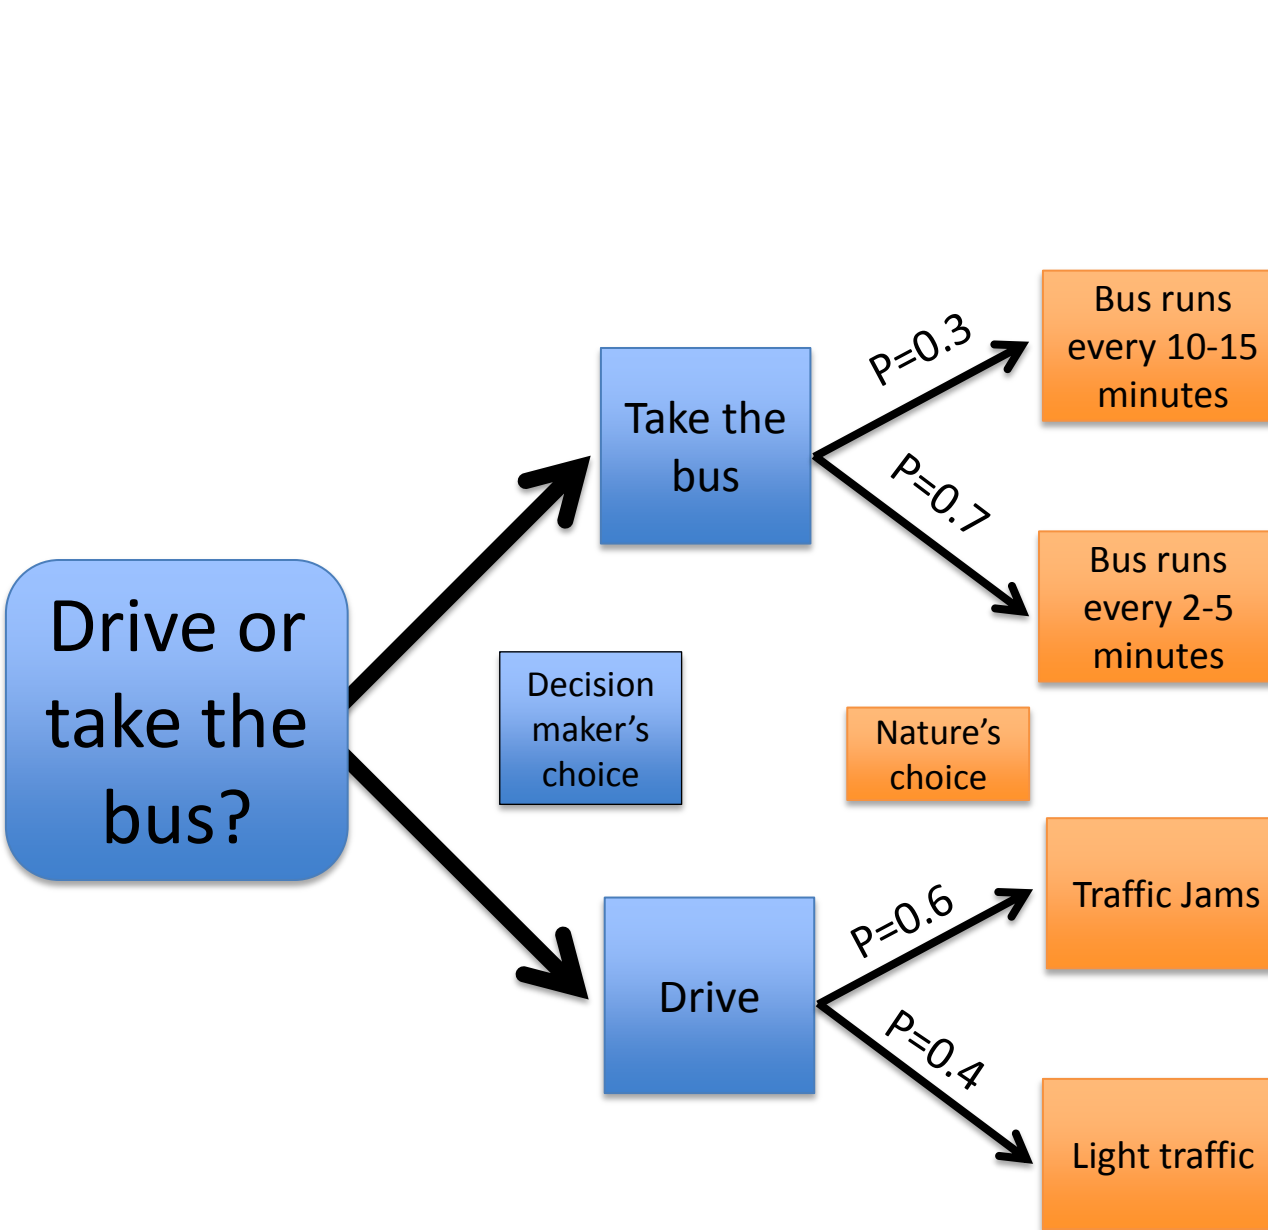 Drive or
take the
bus?
Take the
bus
P=0.3
Bus runs
every 10-15
minutes
P=0.7
Bus runs
every 2-5
minutes
Decision
maker’s
choice
Nature’s
choice
Drive
P=0.6
Traffic Jams
P=0.4
Light traffic